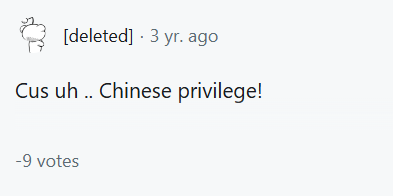 [deleted] · 3 yr. ago
Cus uh .. Chinese privilege!
-9 votes